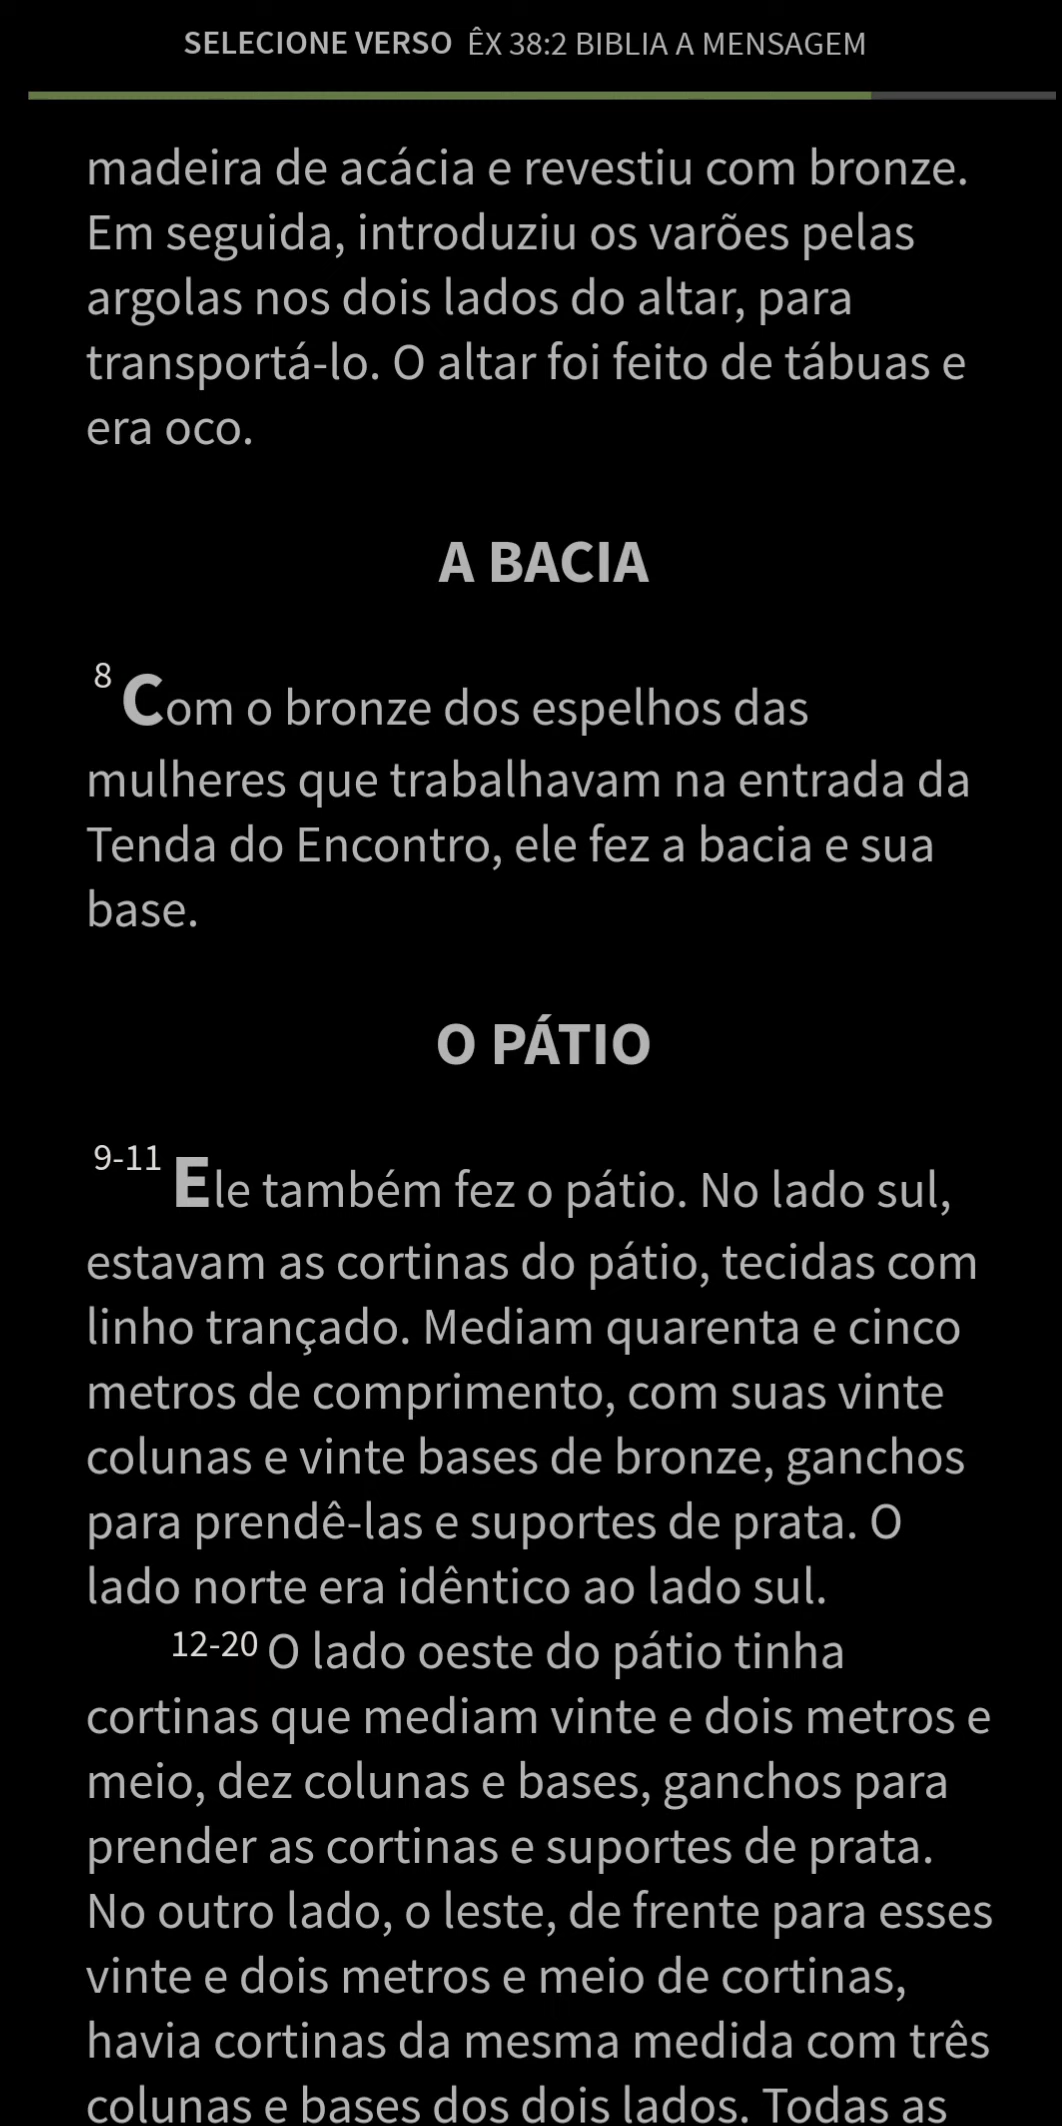 SELECIONE VERSO ÊX 38:2 BIBLIA A MENSAGEM
madeira de acácia e revestiu com bronze.
Em seguida, introduziu os varões pelas
argolas nos dois lados do altar, para
transportá-lo. O altar foi feito de tábuas e
era oco.
A BACIA
8 Com o bronze dos espelhos das
mulheres que trabalhavam na entrada da
Tenda do Encontro, ele fez a bacia e sua
base.
O PÁTIO
9-11 Ele também fez o pátio. No lado sul,
estavam as cortinas do pátio, tecidas com
linho trançado. Mediam quarenta e cinco
metros de comprimento, com suas vinte
colunas e vinte bases de bronze, ganchos
para prendê-las e suportes de prata. O
lado norte era idêntico ao lado sul.
12-20 O lado oeste do pátio tinha
cortinas que mediam vinte e dois metros e
meio, dez colunas e bases, ganchos para
prender as cortinas e suportes de prata.
No outro lado, o leste, de frente para esses
vinte e dois metros e meio de cortinas,
havia cortinas da mesma medida com três
colunas e bases dos dois lados. Todas as